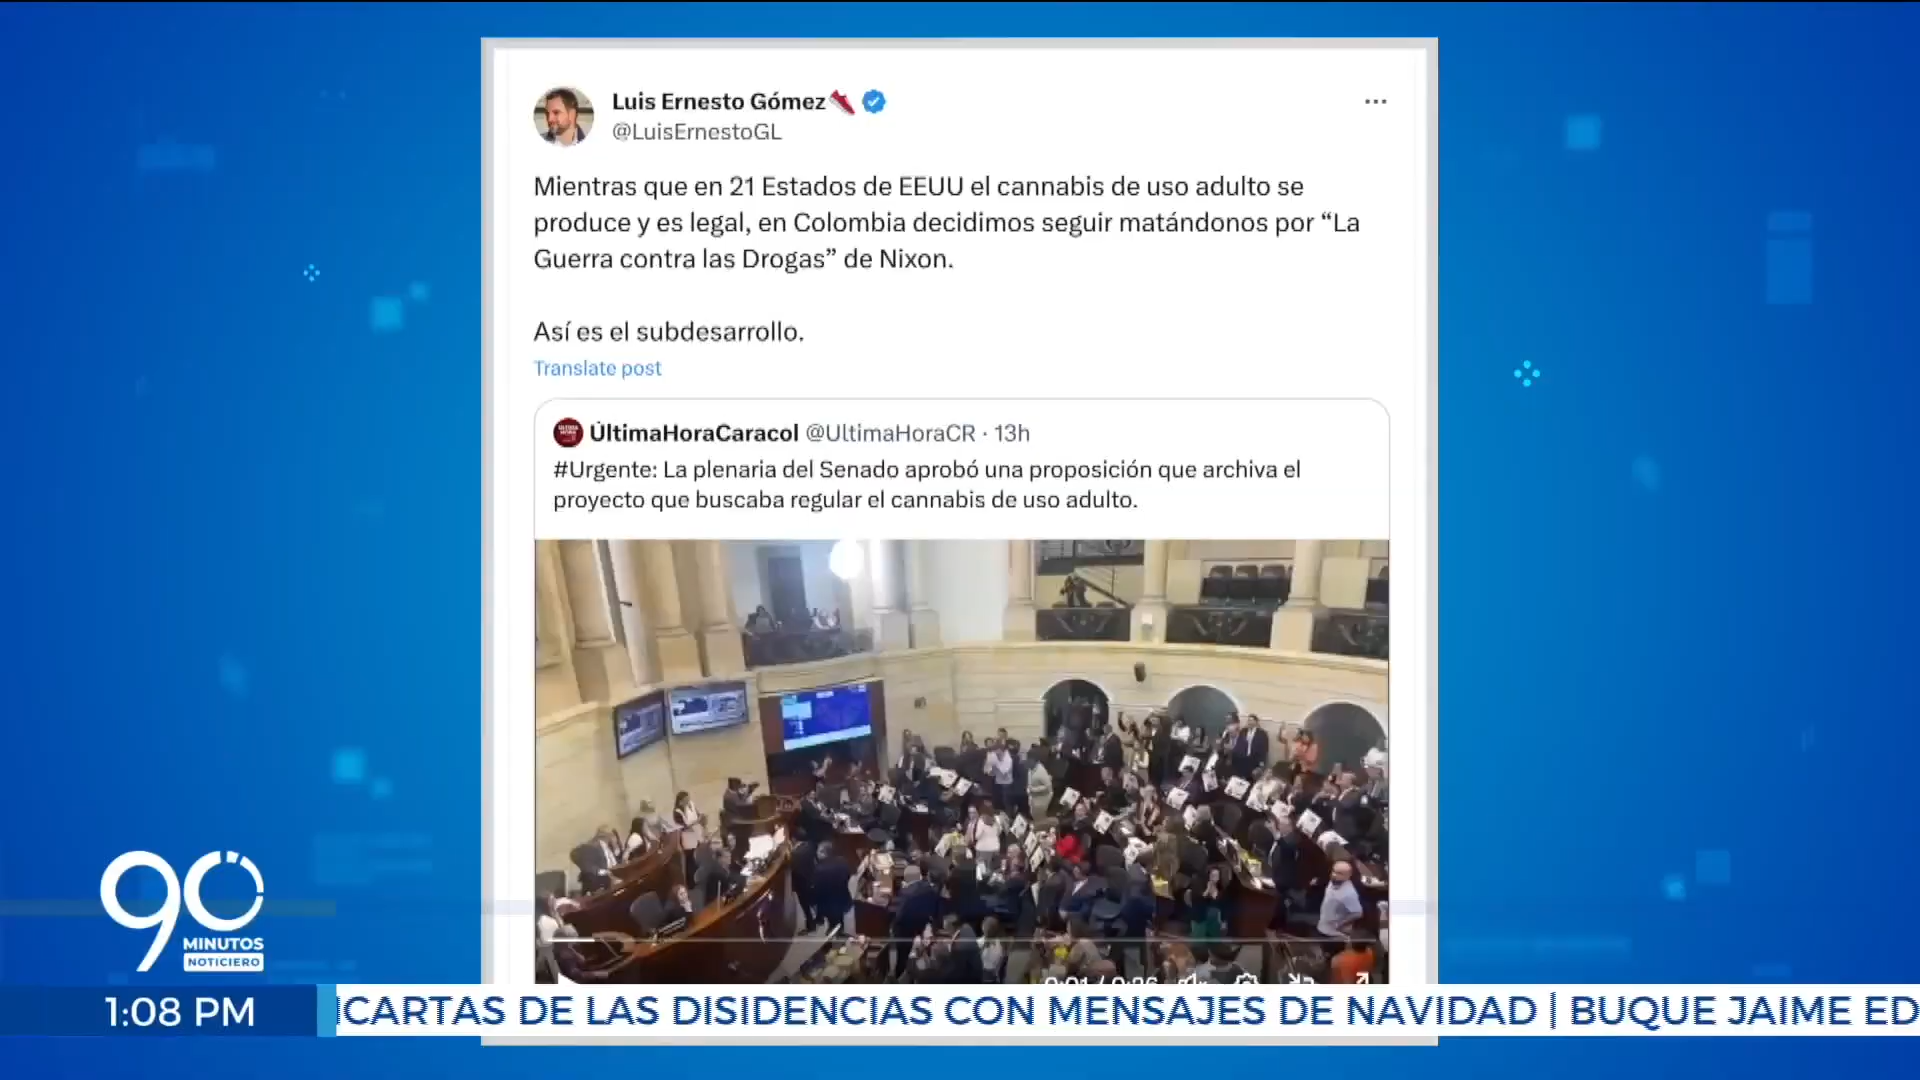 Luis Ernesto Gómez
@LuisErnestoGL
Mientras que en 21 Estados de EEUU el cannabis de uso adulto se
produce y es legal, en Colombia decidimos seguir matándonos por “La
Guerra contra las Drogas” de Nixon.
Así es el subdesarrollo.
Translate post
ÚltimaHoraCaracol @UltimaHoraCR · 13h
#Urgente: La plenaria del Senado aprobó una proposición que archiva el
proyecto que buscaba regular el cannabis de uso adulto.
0:01 / 0:26
90
MINUTOS
NOTICIERO
1:08 PM
CARTAS DE LAS DISIDENCIAS CON MENSAJES DE NAVIDAD | BUQUE JAIME ED